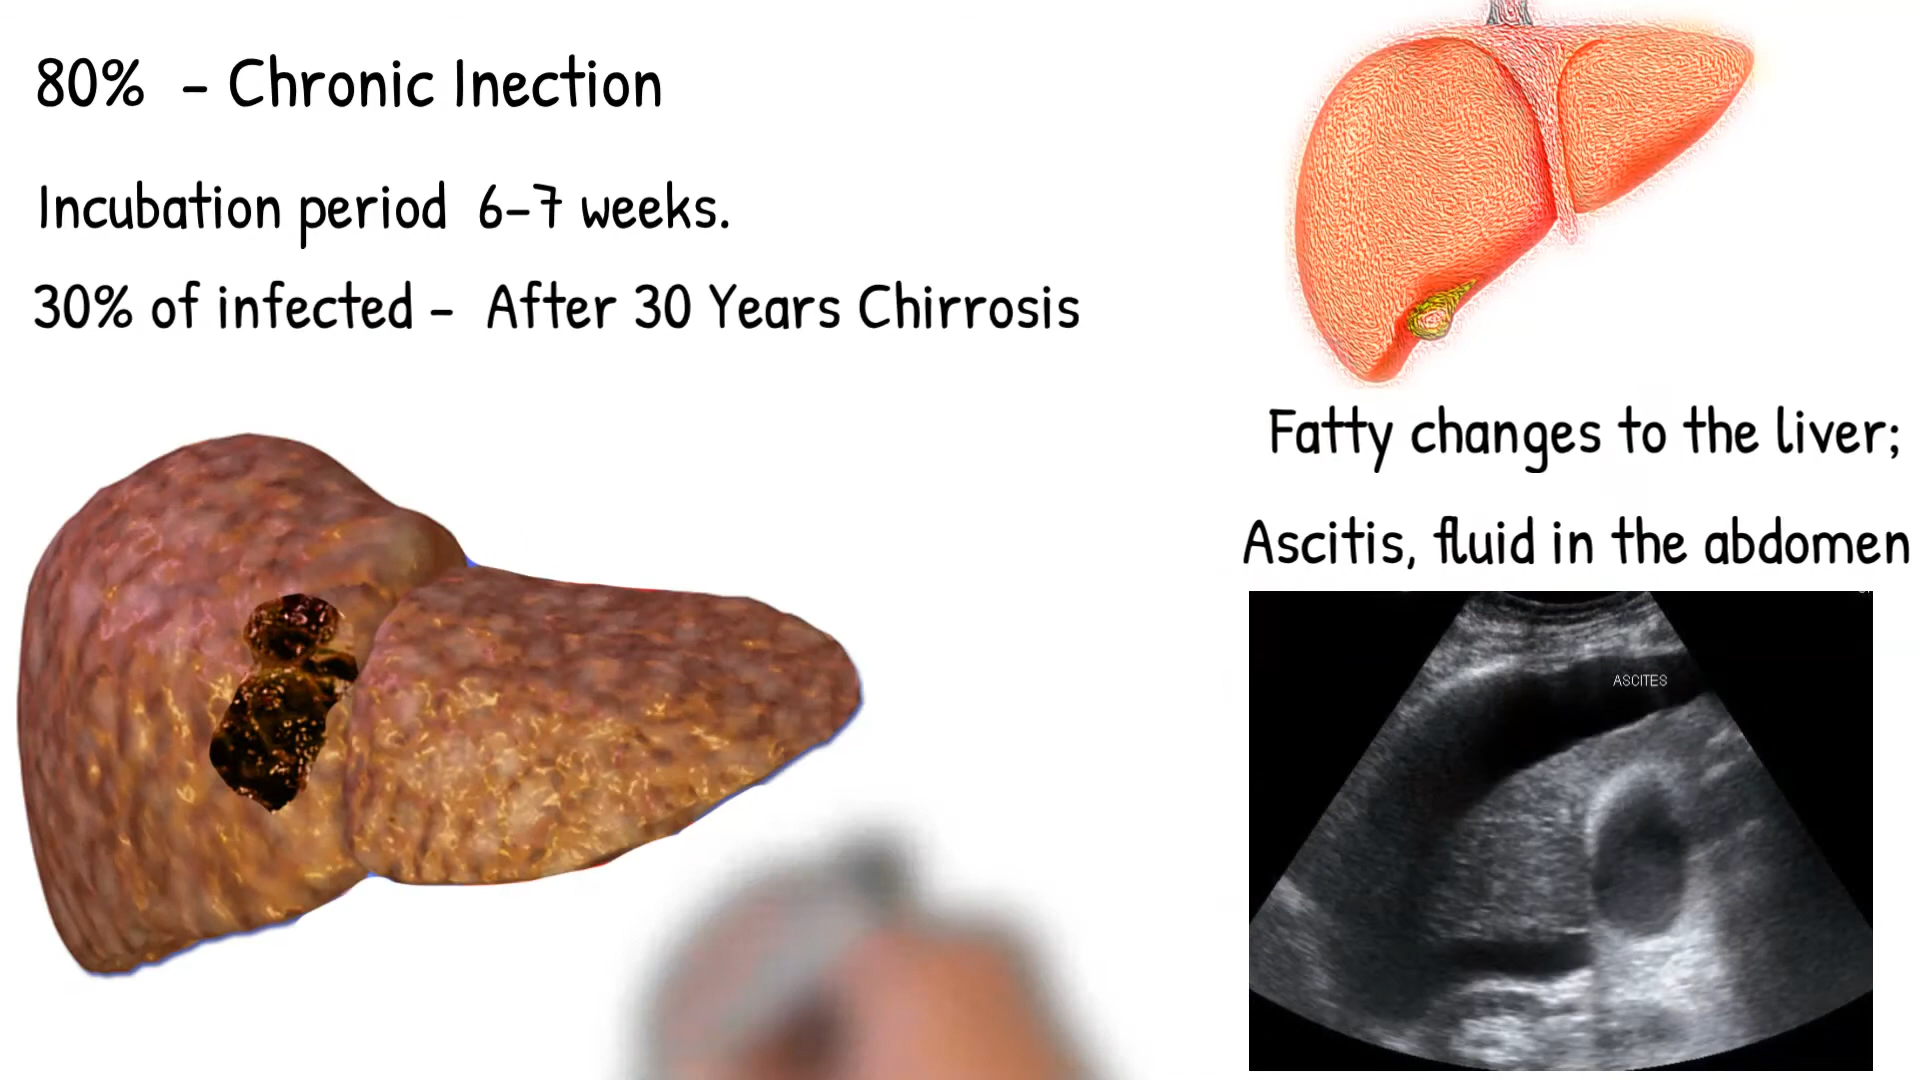 80% - Chronic Inection
Incubation period 6-7 weeks.
30% of infected - After 30 Years Chirrosis
Fatty changes to the liver;
Ascitis, fluid in the abdomen
ASCITES